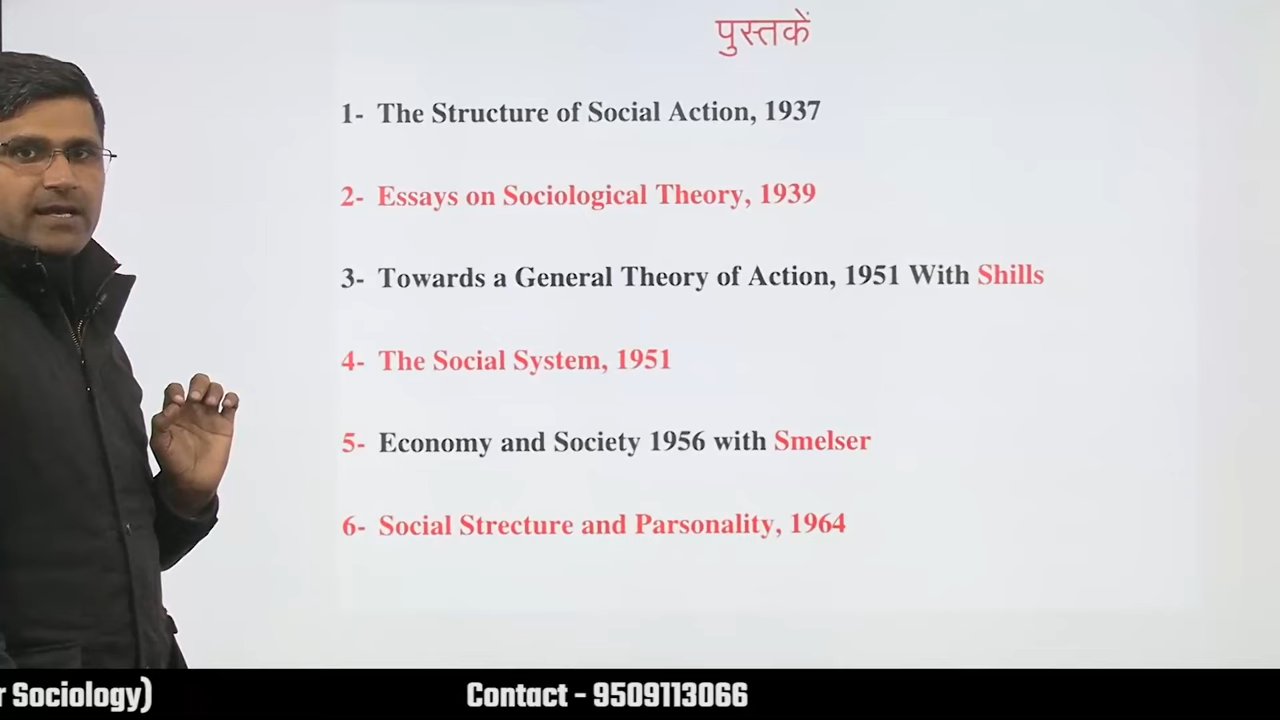 पुस्तकें
1- The Structure of Social Action, 1937
2- Essays on Sociological Theory, 1939
3- Towards a General Theory of Action, 1951 With Shills
4- The Social System, 1951
5- Economy and Society 1956 with Smelser
6- Social Strecture and Parsonality, 1964
r Sociology) Contact - 9509113066